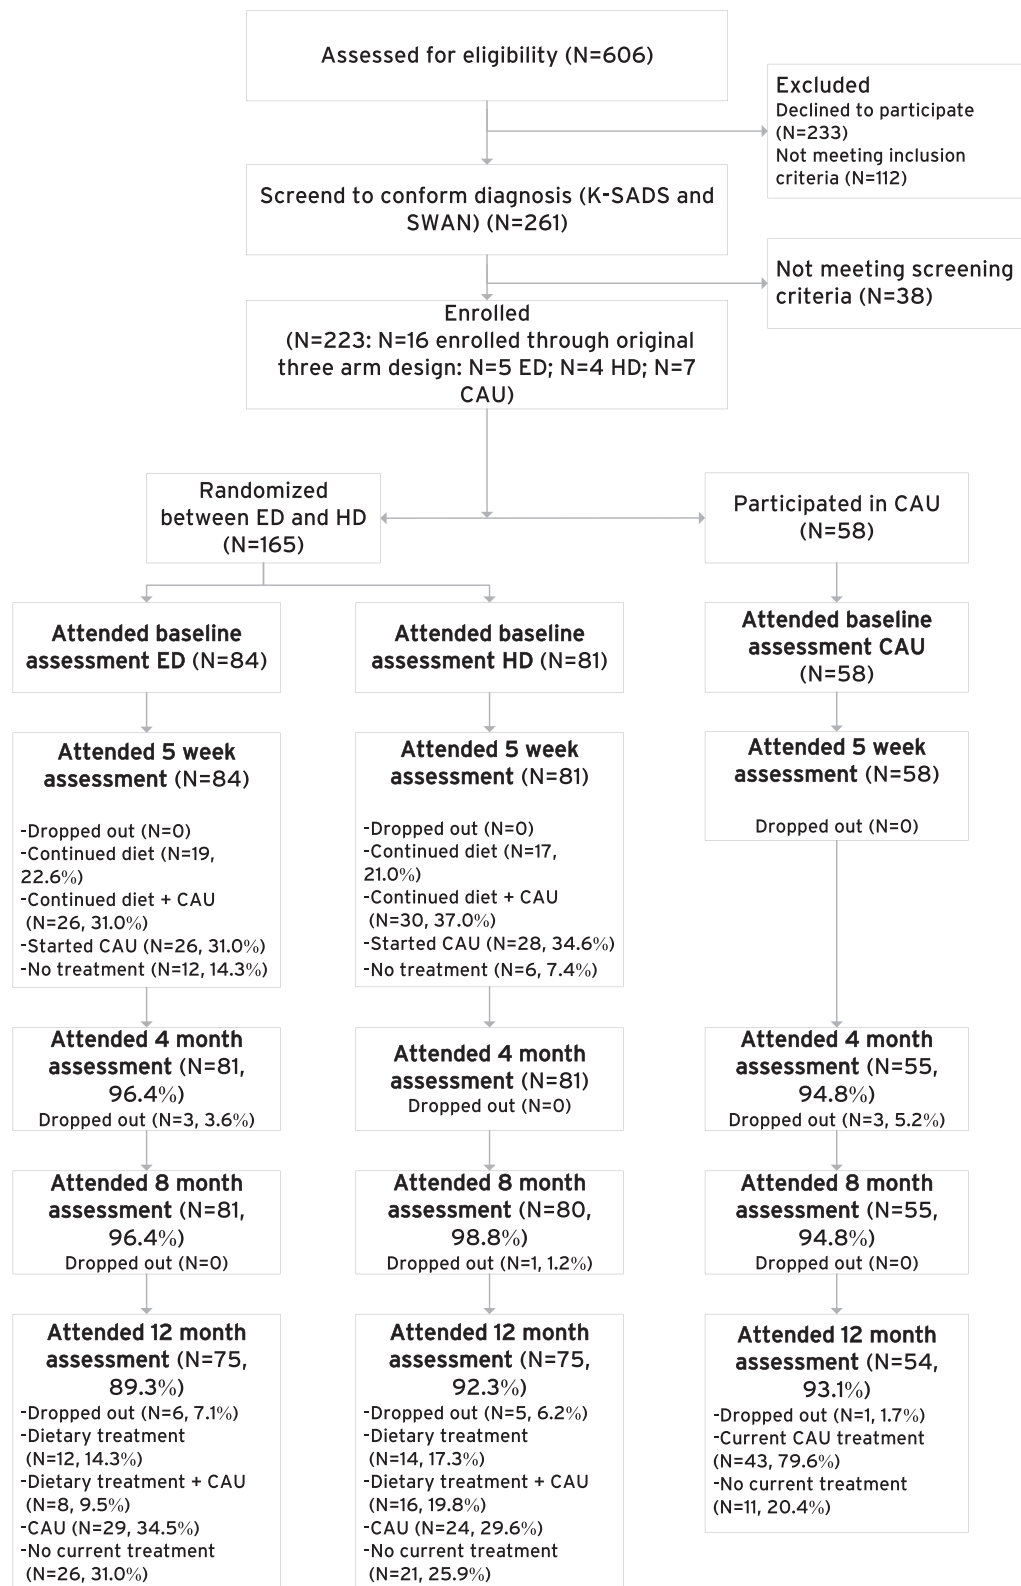 Assessed for eligibility (N=606)
Excluded
Declined to participate
(N=233)
Not meeting inclusion
criteria (N=112)
Screend to conform diagnosis (K-SADS and
SWAN) (N=261)
Not meeting screening
criteria (N=38)
Enrolled
(N=223: N=16 enrolled through original
three arm design: N=5 ED; N=4 HD; N=7
CAU)
Randomized
between ED and HD
(N=165)
Participated in CAU
(N=58)
Attended baseline
assessment ED (N=84)
Attended baseline
assessment HD (N=81)
Attended baseline
assessment CAU
(N=58)
Attended 5 week
assessment (N=84)
-Dropped out (N=0)
-Continued diet (N=19,
22.6%)
-Continued diet + CAU
(N=26, 31.0%)
-Started CAU (N=26, 31.0%)
-No treatment (N=12, 14.3%)
Attended 5 week
assessment (N=81)
-Dropped out (N=0)
-Continued diet (N=17,
21.0%)
-Continued diet + CAU
(N=30, 37.0%)
-Started CAU (N=28, 34.6%)
-No treatment (N=6, 7.4%)
Attended 5 week
assessment (N=58)
Dropped out (N=0)
Attended 4 month
assessment (N=81,
96.4%)
Dropped out (N=3, 3.6%)
Attended 4 month
assessment (N=81)
Dropped out (N=0)
Attended 4 month
assessment (N=55,
94.8%)
Dropped out (N=3, 5.2%)
Attended 8 month
assessment (N=81,
96.4%)
Dropped out (N=0)
Attended 8 month
assessment (N=80,
98.8%)
Dropped out (N=1, 1.2%)
Attended 8 month
assessment (N=55,
94.8%)
Dropped out (N=0)
Attended 12 month
assessment (N=75,
89.3%)
-Dropped out (N=6, 7.1%)
-Dietary treatment
(N=12, 14.3%)
-Dietary treatment + CAU
(N=8, 9.5%)
-CAU (N=29, 34.5%)
-No current treatment
(N=26, 31.0%)
Attended 12 month
assessment (N=75,
92.3%)
-Dropped out (N=5, 6.2%)
-Dietary treatment
(N=14, 17.3%)
-Dietary treatment + CAU
(N=16, 19.8%)
-CAU (N=24, 29.6%)
-No current treatment
(N=21, 25.9%)
Attended 12 month
assessment (N=54,
93.1%)
-Dropped out (N=1, 1.7%)
-Current CAU treatment
(N=43, 79.6%)
-No current treatment
(N=11, 20.4%)